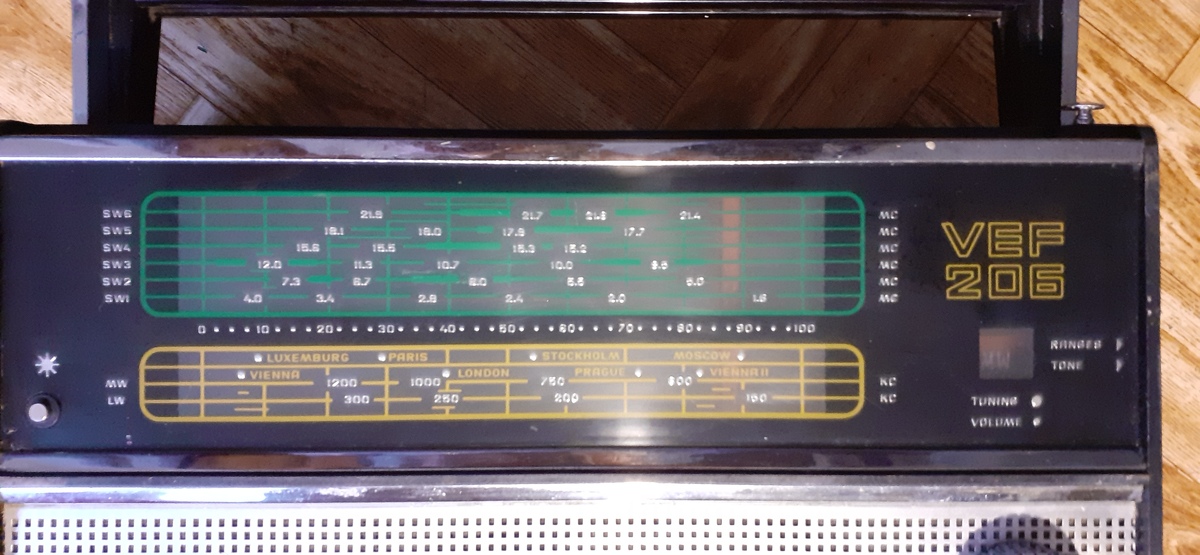 SW6 21.9 21.7 21.6 21.4 MC
SW5 18.1 18.0 17.9 17.7 MC
SW4 15.6 15.5 15.3 15.2 MC
SW3 12.0 11.3 10.7 10.0 9.5 MC
SW2 7.3 6.7 6.0 5.5 5.0 MC
SW1 4.0 3.4 2.8 2.4 2.0 1.8 MC
VEF
206
0 10 20 30 40 50 60 70 80 90 100
LUXEMBURG PARIS STOCKHOLM MOSCOW
VIENNA LONDON PRAGUE VIENNA II
MW 1200 1000 750 600 KC
LW 300 250 200 150 KC
MW
RANGES
TONE
TUNING
VOLUME